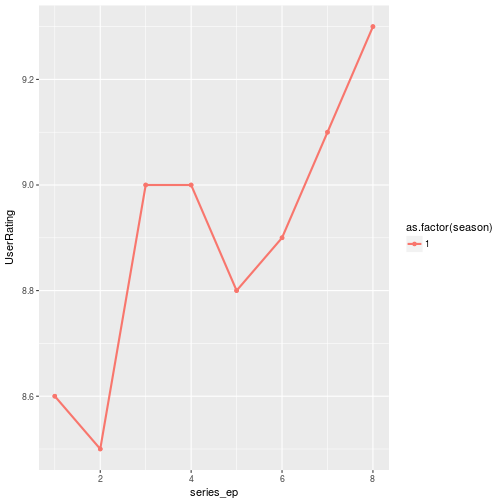 9.2
9.0
8.8
8.6
UserRating
2 4 6 8
series_ep
as.factor(season)
1